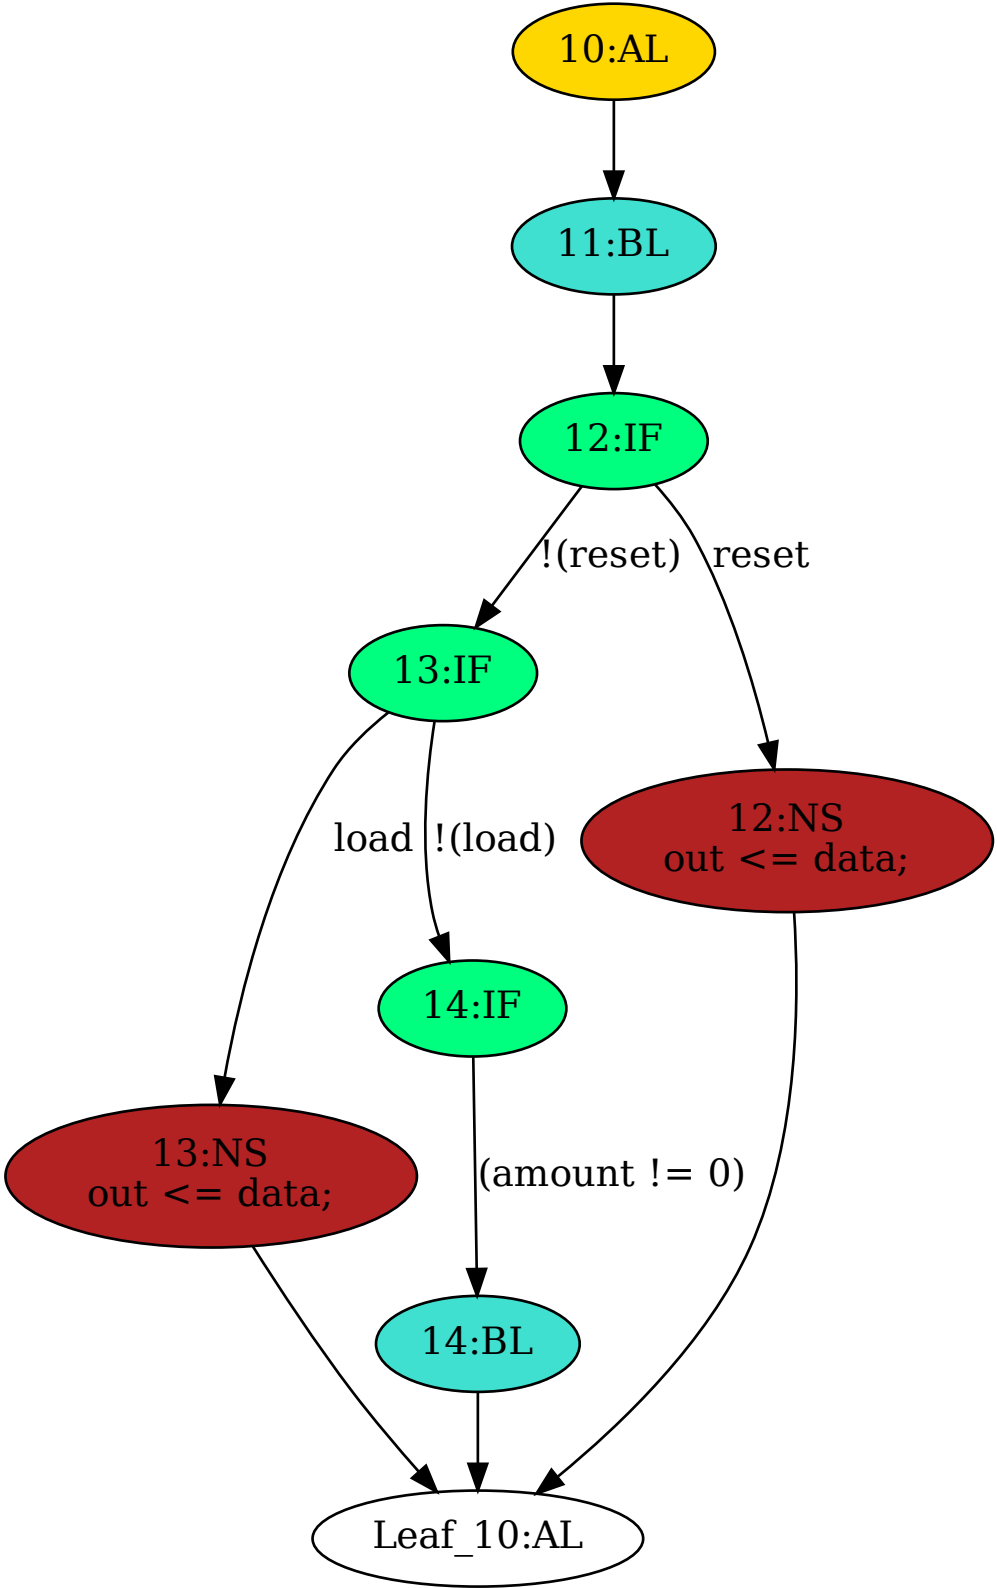 10:AL
11:BL
12:IF
!(reset)
reset
13:IF
12:NS
out <= data;
load
!(load)
14:IF
13:NS
out <= data;
(amount != 0)
14:BL
Leaf_10:AL